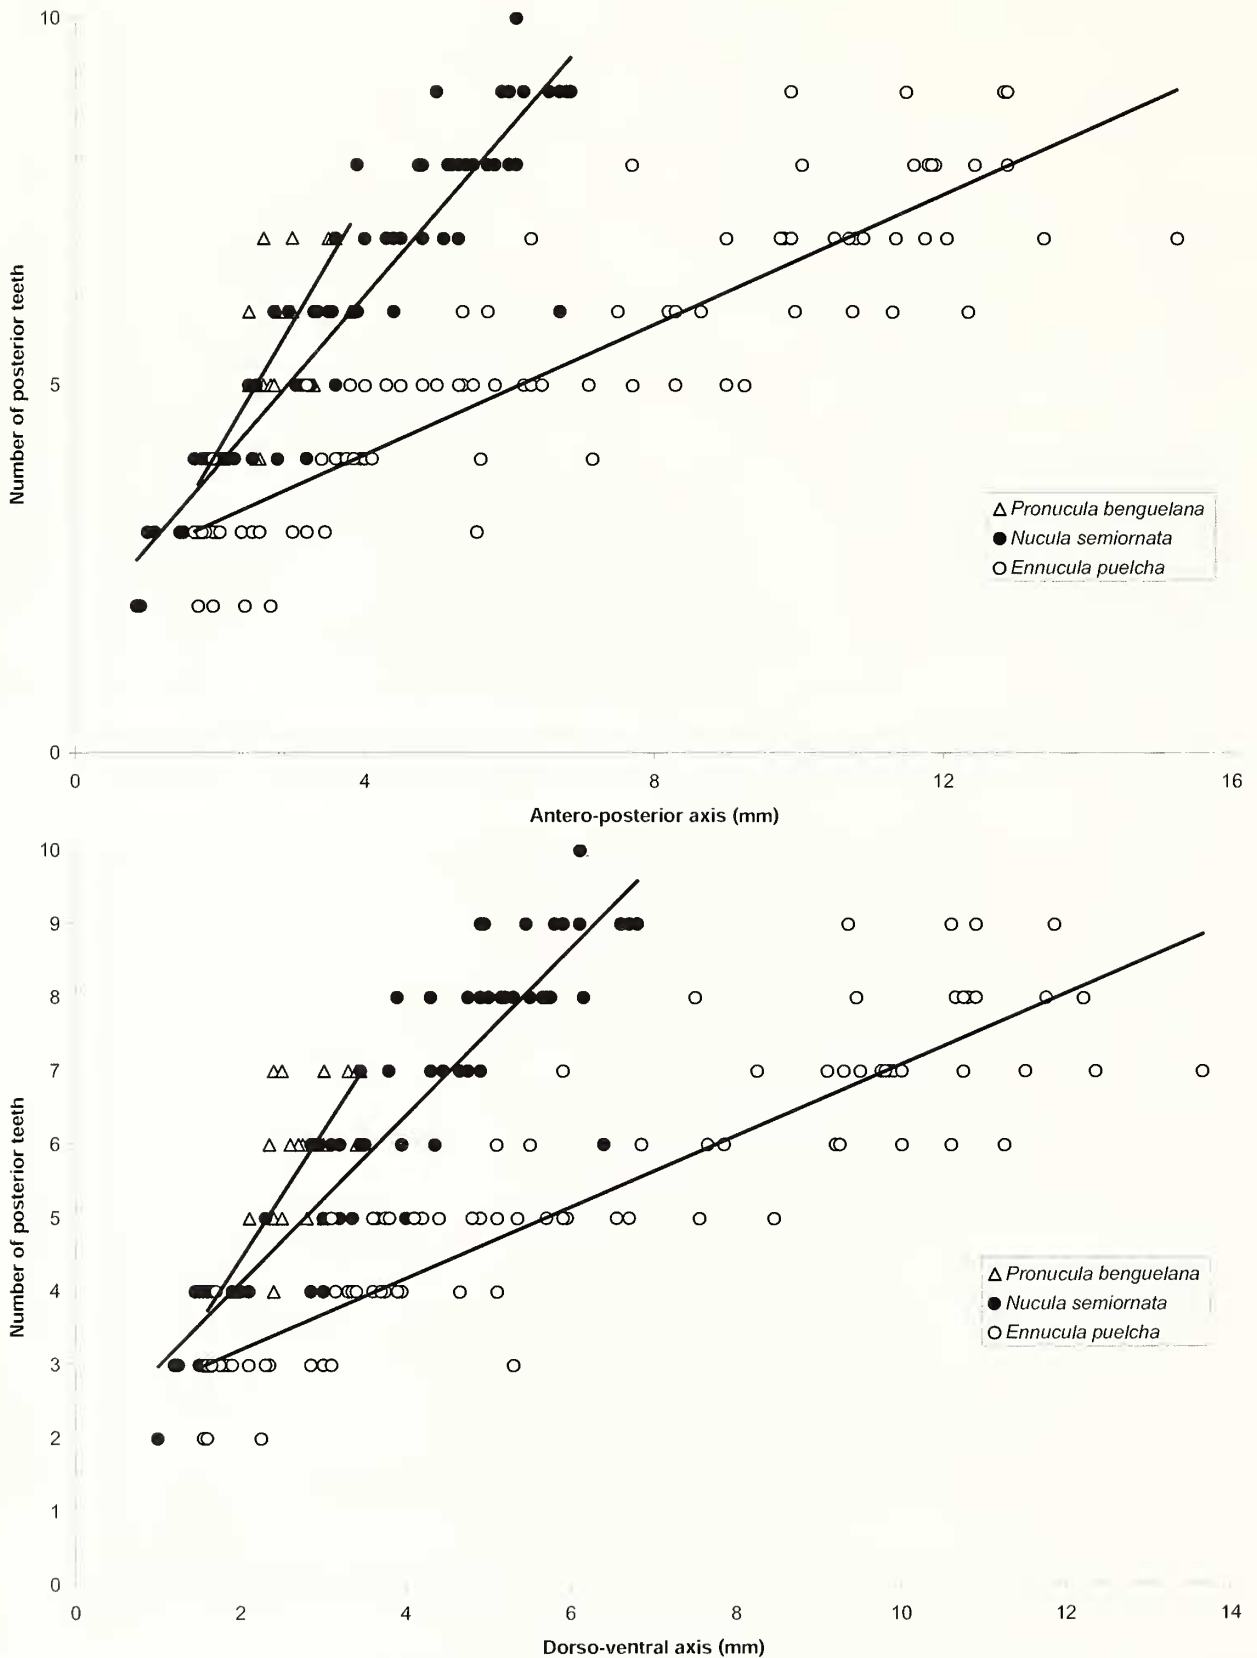 10
5
0
Number of posterior teeth
0 4 8 12 16
Antero-posterior axis (mm)
Pronucula benguelana
Nucula semiornata
Ennucula puelcha
10
9
8
7
6
5
4
3
2
1
0
Number of posterior teeth
0 2 4 6 8 10 12 14
Dorso-ventral axis (mm)
Pronucula benguelana
Nucula semiornata
Ennucula puelcha